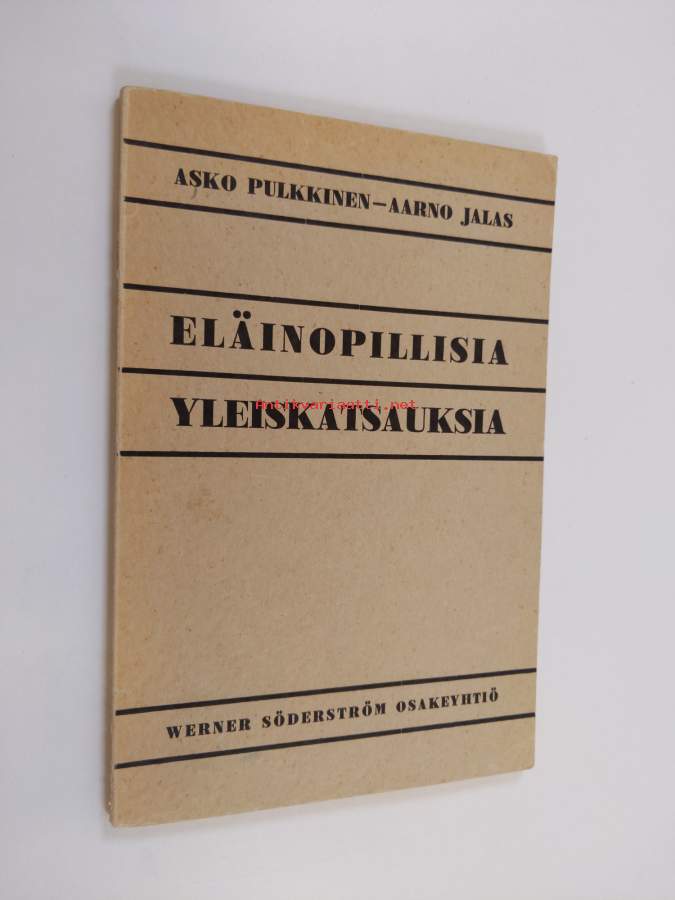 ASKO PULKKINEN—AARNO JALAS
ELÄINOPILLISIA
YLEISKATSAUKSIA
Antikvariaatti.net
WERNER SÖDERSTRÖM OSAKEYHTIÖ